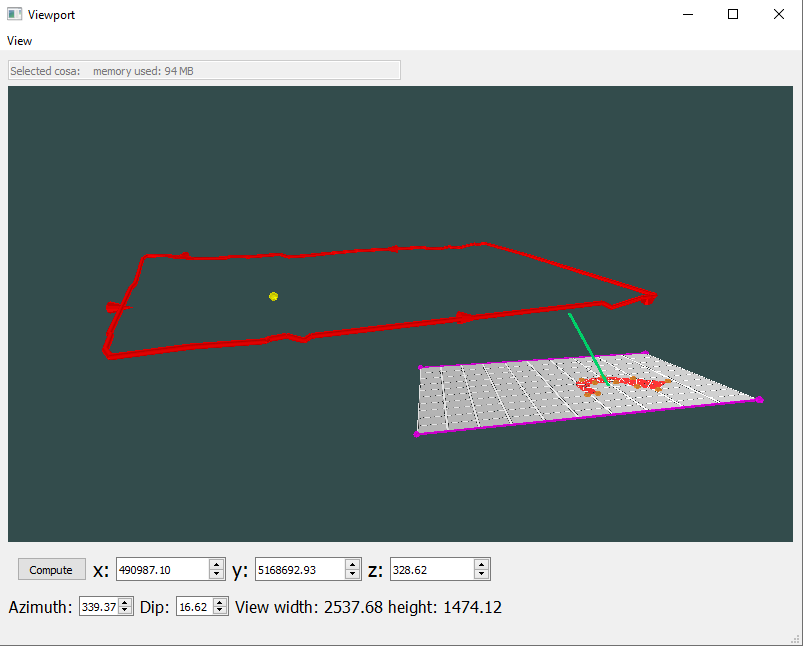 Viewport
View
Selected cosa: memory used: 94 MB
Compute x: 490987.10 y: 5168692.93 z: 328.62
Azimuth: 339.37 Dip: 16.62 View width: 2537.68 height: 1474.12